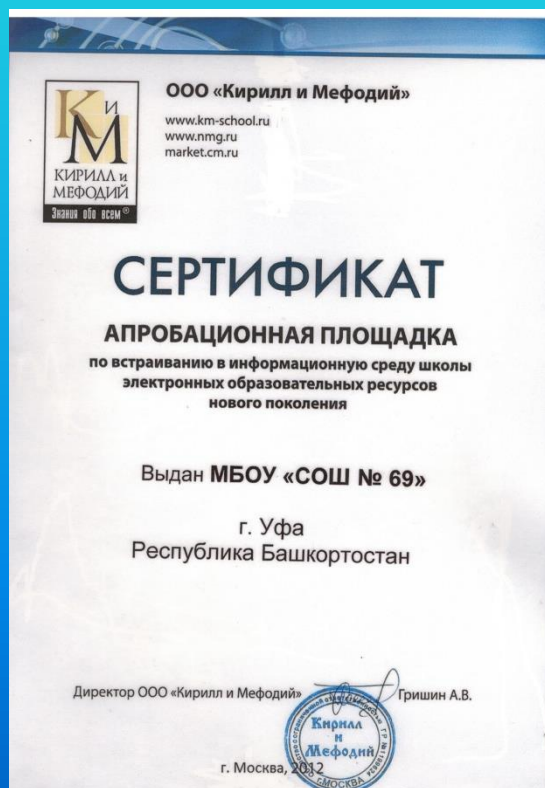 ООО «Кирилл и Мефодий»
www.km-school.ru
www.nmg.ru
market.cm.ru
КиМ
КИРИЛЛ и
МЕФОДИЙ
Знания обо всем®
СЕРТИФИКАТ
АПРОБАЦИОННАЯ ПЛОЩАДКА
по встраиванию в информационную среду школы
электронных образовательных ресурсов
нового поколения
Выдан МБОУ «СОШ № 69»
г. Уфа
Республика Башкортостан
Директор ООО «Кирилл и Мефодий»
Гришин А.В.
Кирилл
и
Мефодий
г. МОСКВА
г. Москва, 2012